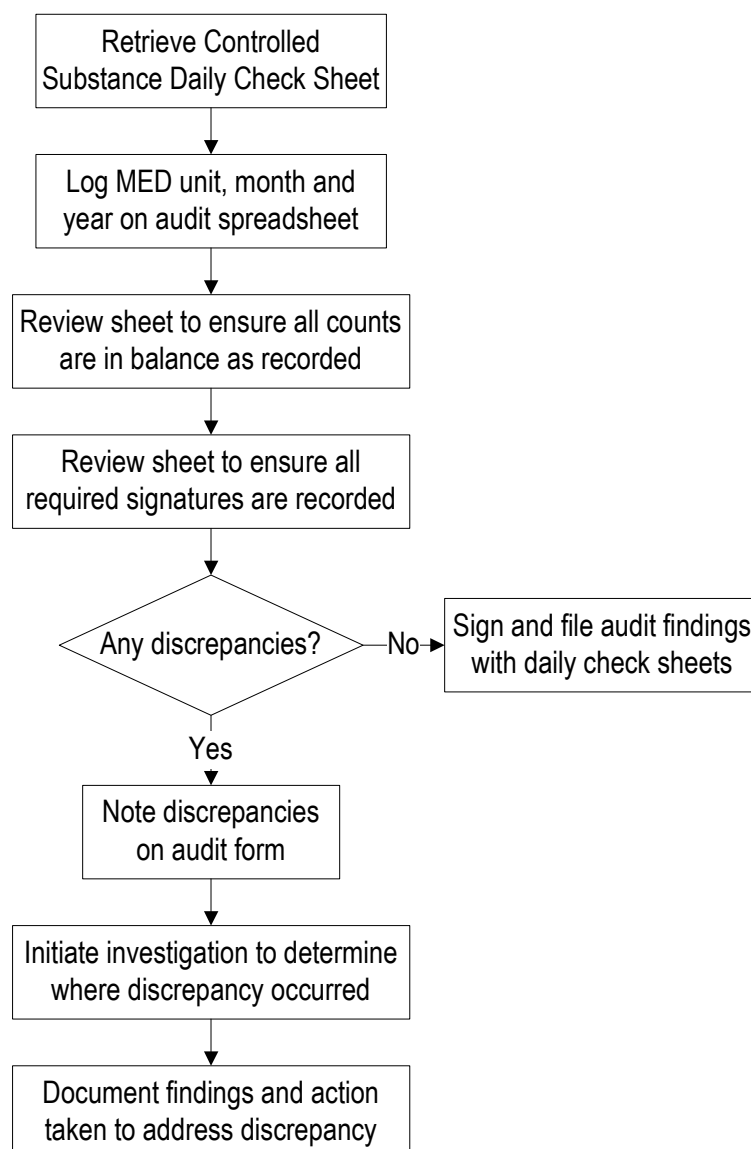 Retrieve Controlled
Substance Daily Check Sheet
Log MED unit, month and
year on audit spreadsheet
Review sheet to ensure all counts
are in balance as recorded
Review sheet to ensure all
required signatures are recorded
Any discrepancies?
No
Sign and file audit findings
with daily check sheets
Yes
Note discrepancies
on audit form
Initiate investigation to determine
where discrepancy occurred
Document findings and action
taken to address discrepancy